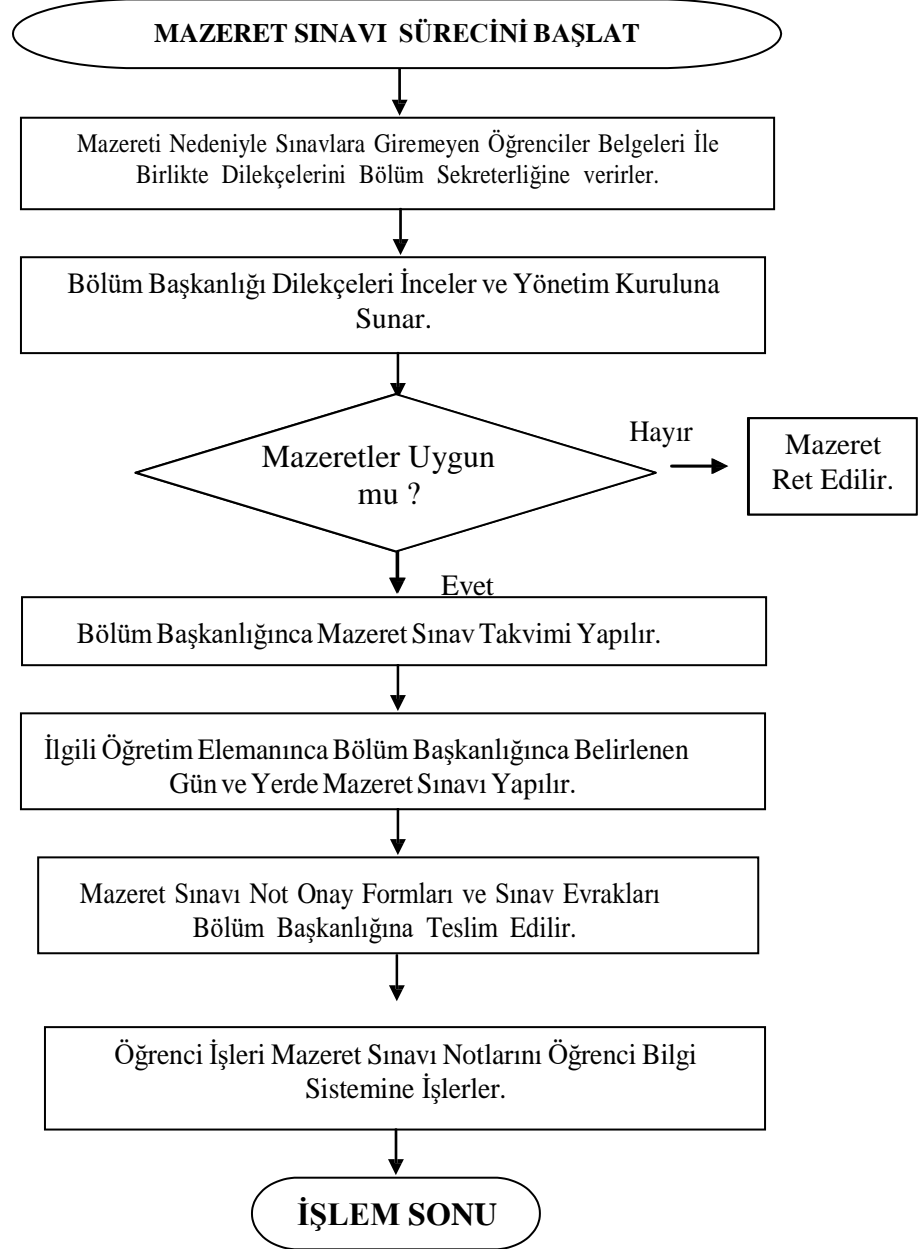 MAZERET SINAVI SÜRECİNİ BAŞLAT
Mazereti Nedeniyle Sınavlara Giremeyen Öğrenciler Belgeleri İle
Birlikte Dilekçelerini Bölüm Sekreterliğine verirler.
Bölüm Başkanlığı Dilekçeleri İnceler ve Yönetim Kuruluna
Sunar.
Mazeretler Uygun
mu ?
Hayır
Mazeret
Ret Edilir.
Evet
Bölüm Başkanlığınca Mazeret Sınav Takvimi Yapılır.
İlgili Öğretim Elemanınca Bölüm Başkanlığınca Belirlenen
Gün ve Yerde Mazeret Sınavı Yapılır.
Mazeret Sınavı Not Onay Formları ve Sınav Evrakları
Bölüm Başkanlığına Teslim Edilir.
Öğrenci İşleri Mazeret Sınavı Notlarını Öğrenci Bilgi
Sistemine İşlerler.
İŞLEM SONU